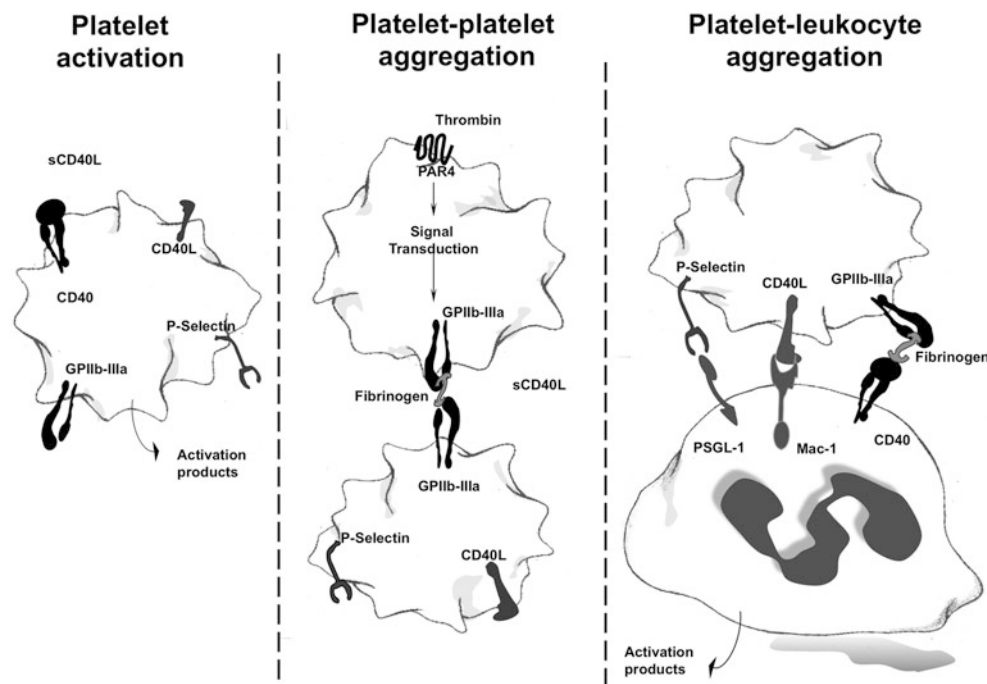 Platelet
activation
sCD40L
CD40L
CD40
P-Selectin
GPIIb-IIIa
Activation
products
Platelet-platelet
aggregation
Thrombin
PAR4
Signal
Transduction
GPIIb-IIIa
Fibrinogen
sCD40L
GPIIb-IIIa
P-Selectin
CD40L
Platelet-leukocyte
aggregation
P-Selectin
CD40L
GPIIb-IIIa
Fibrinogen
PSGL-1
Mac-1
CD40
Activation
products